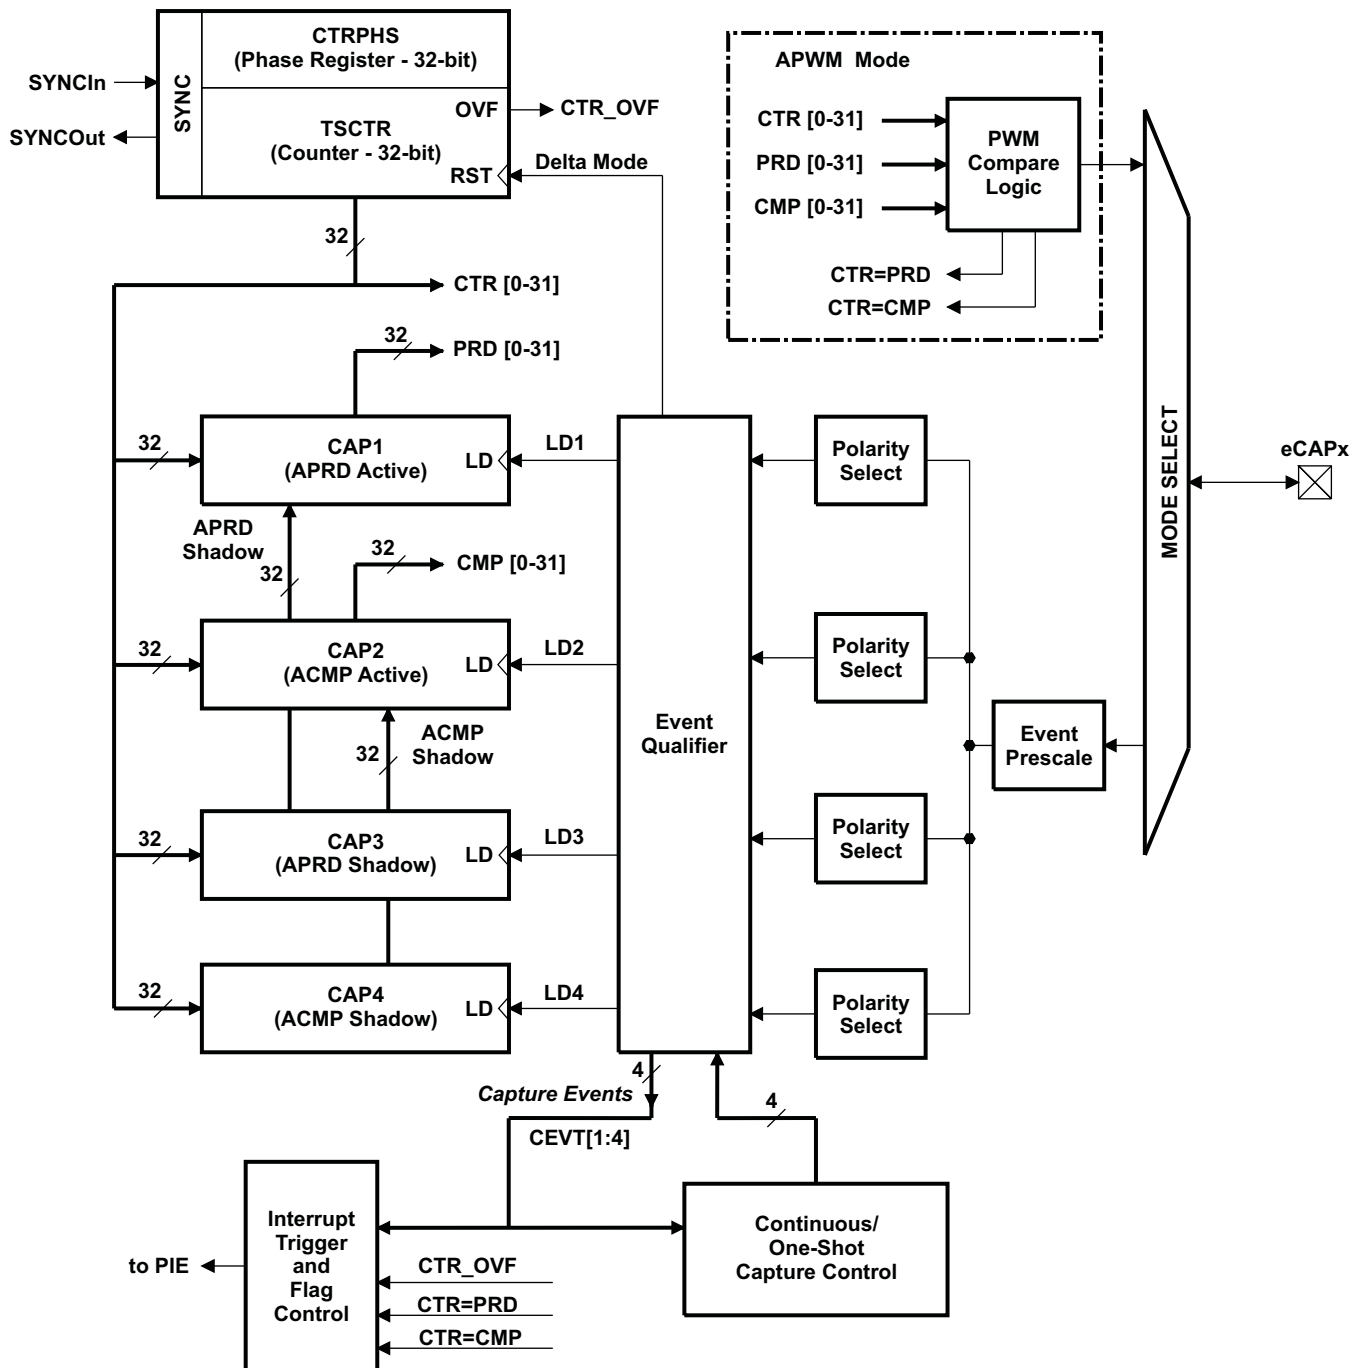 CTRPHS
(Phase Register - 32-bit)
SYNC
SYNCIn
SYNCOut
OVF
CTR_OVF
TSCTR
(Counter - 32-bit)
RST
Delta Mode
32
CTR [0-31]
32
PRD [0-31]
APWM Mode
CTR [0-31]
PRD [0-31]
CMP [0-31]
PWM
Compare
Logic
CTR=PRD
CTR=CMP
MODE SELECT
eCAPx
32
CAP1
(APRD Active)
LD
LD1
Polarity
Select
APRD
Shadow
32
32
CMP [0-31]
32
CAP2
(ACMP Active)
LD
LD2
Polarity
Select
Event
Qualifier
Event
Prescale
ACMP
Shadow
32
32
CAP3
(APRD Shadow)
LD
LD3
Polarity
Select
32
CAP4
(ACMP Shadow)
LD
LD4
Polarity
Select
4
Capture Events
CEVT[1:4]
4
Interrupt
Trigger
and
Flag
Control
to PIE
CTR_OVF
CTR=PRD
CTR=CMP
Continuous/
One-Shot
Capture Control